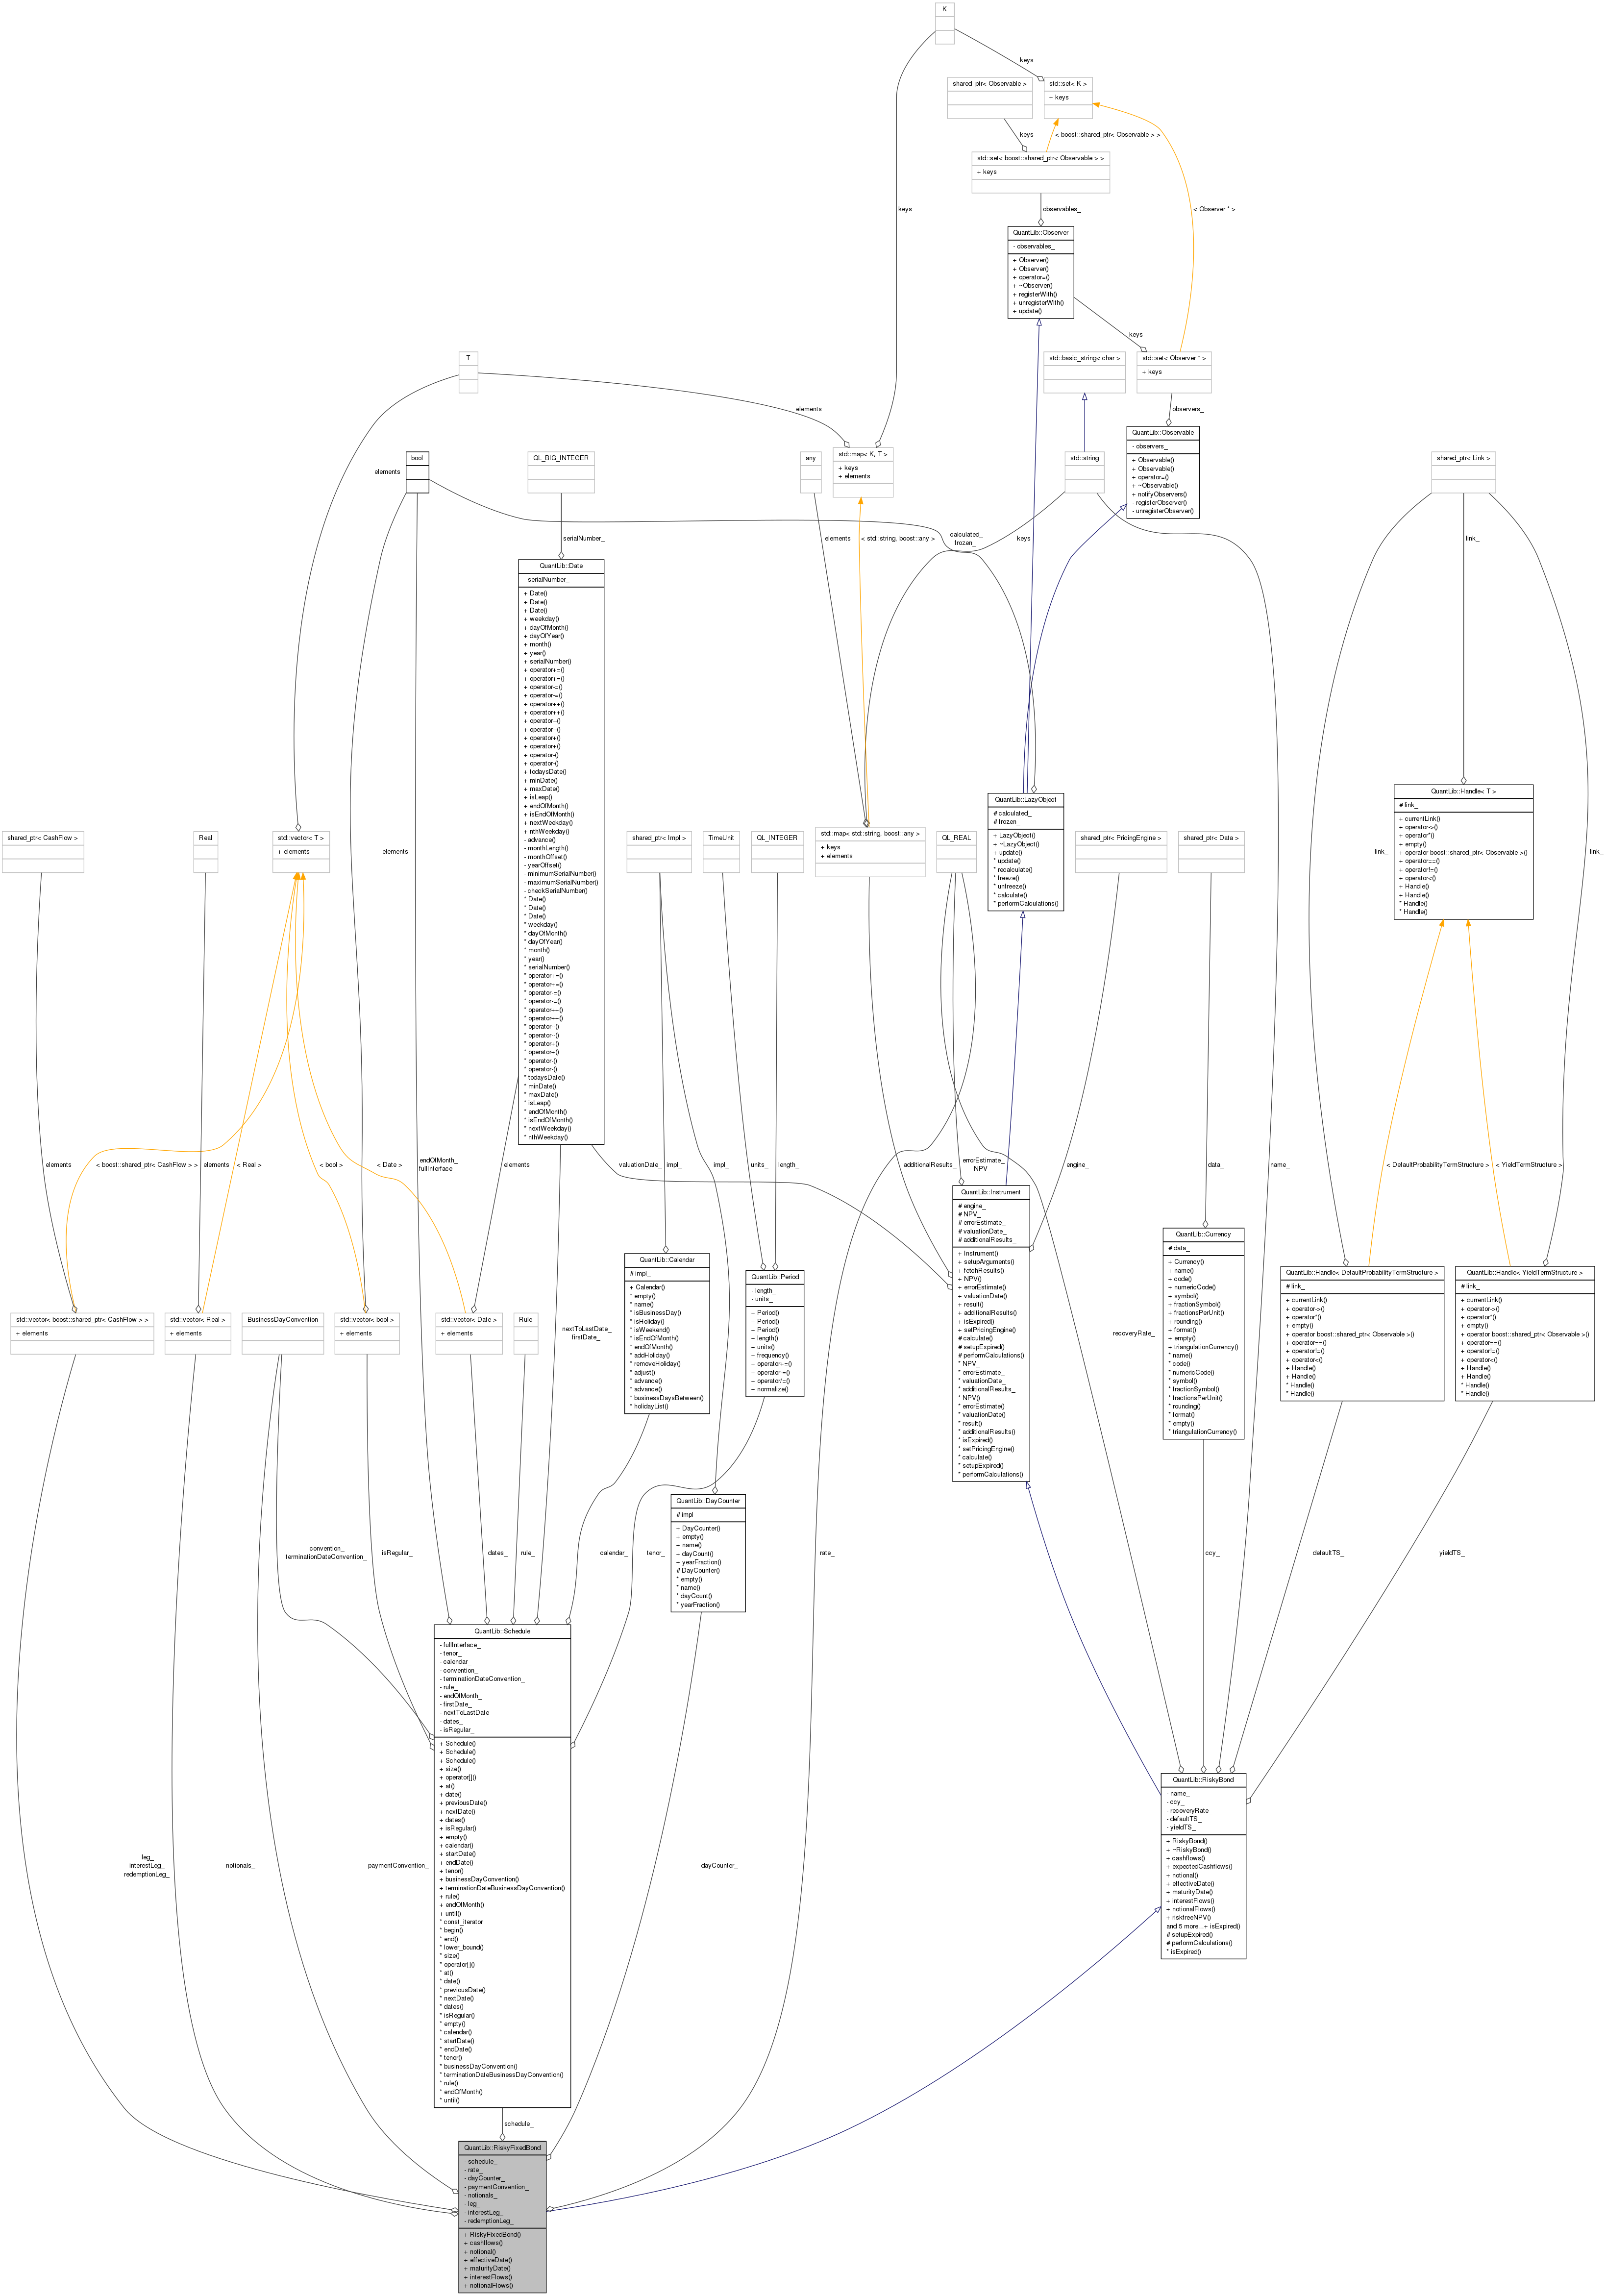 K
keys
shared_ptr< Observable >
std::set< K >
+ keys
keys
< boost::shared_ptr< Observable > >
std::set< boost::shared_ptr< Observable > >
+ keys
keys
< Observer * >
observables_
QuantLib::Observer
- observables_
+ Observer()
+ Observer()
+ operator=()
+ ~Observer()
+ registerWith()
+ unregisterWith()
+ update()
keys
T
std::basic_string< char >
std::set< Observer * >
+ keys
elements
observers_
QuantLib::Observable
- observers_
+ Observable()
+ Observable()
+ operator=()
+ ~Observable()
+ notifyObservers()
- registerObserver()
- unregisterObserver()
bool
QL_BIG_INTEGER
any
std::map< K, T >
+ keys
+ elements
std::string
shared_ptr< Link >
elements
serialNumber_
elements
< std::string, boost::any >
calculated_
frozen_
keys
link_
QuantLib::Date
- serialNumber_
+ Date()
+ Date()
+ Date()
+ weekday()
+ dayOfMonth()
+ dayOfYear()
+ month()
+ year()
+ serialNumber()
+ operator+=()
+ operator+=()
+ operator-=()
+ operator-=()
+ operator++()
+ operator++()
+ operator--()
+ operator--()
+ operator+()
+ operator+()
+ operator-()
+ operator-()
+ todaysDate()
+ minDate()
+ maxDate()
+ isLeap()
+ endOfMonth()
+ isEndOfMonth()
+ nextWeekday()
+ nthWeekday()
- advance()
- monthLength()
- monthOffset()
- yearOffset()
- minimumSerialNumber()
- maximumSerialNumber()
- checkSerialNumber()
* Date()
* Date()
* Date()
* weekday()
* dayOfMonth()
* dayOfYear()
* month()
* year()
* serialNumber()
* operator+=()
* operator+=()
* operator-=()
* operator-=()
* operator++()
* operator++()
* operator--()
* operator--()
* operator+()
* operator+()
* operator-()
* operator-()
* todaysDate()
* minDate()
* maxDate()
* isLeap()
* endOfMonth()
* isEndOfMonth()
* nextWeekday()
* nthWeekday()
QuantLib::Handle< T >
# link_
+ currentLink()
+ operator->()
+ operator*()
+ empty()
+ operator boost::shared_ptr< Observable >()
+ operator==()
+ operator!=()
+ operator<()
+ Handle()
+ Handle()
* Handle()
* Handle()
QuantLib::LazyObject
# calculated_
# frozen_
+ LazyObject()
+ ~LazyObject()
+ update()
* update()
* recalculate()
* freeze()
* unfreeze()
* calculate()
* performCalculations()
shared_ptr< CashFlow >
Real
std::vector< T >
+ elements
elements
shared_ptr< Impl >
TimeUnit
QL_INTEGER
std::map< std::string, boost::any >
+ keys
+ elements
QL_REAL
shared_ptr< PricingEngine >
shared_ptr< Data >
link_
link_
elements
< boost::shared_ptr< CashFlow > >
elements
< Real >
< bool >
< Date >
endOfMonth_
fullInterface_
elements
valuationDate_
impl_
impl_
units_
length_
additionalResults_
errorEstimate_
NPV_
engine_
data_
name_
< DefaultProbabilityTermStructure >
< YieldTermStructure >
QuantLib::Instrument
# engine_
# NPV_
# errorEstimate_
# valuationDate_
# additionalResults_
+ Instrument()
+ setupArguments()
+ fetchResults()
+ NPV()
+ errorEstimate()
+ valuationDate()
+ result()
+ additionalResults()
+ isExpired()
+ setPricingEngine()
# calculate()
# setupExpired()
# performCalculations()
* NPV_
* errorEstimate_
* valuationDate_
* additionalResults_
* NPV()
* errorEstimate()
* valuationDate()
* result()
* additionalResults()
* isExpired()
* setPricingEngine()
* calculate()
* setupExpired()
* performCalculations()
QuantLib::Currency
# data_
+ Currency()
+ name()
+ code()
+ numericCode()
+ symbol()
+ fractionSymbol()
+ fractionsPerUnit()
+ rounding()
+ format()
+ empty()
+ triangulationCurrency()
* name()
* code()
* numericCode()
* symbol()
* fractionSymbol()
* fractionsPerUnit()
* rounding()
* format()
* empty()
* triangulationCurrency()
QuantLib::Calendar
# impl_
+ Calendar()
* empty()
* name()
* isBusinessDay()
* isHoliday()
* isWeekend()
* isEndOfMonth()
* endOfMonth()
* addHoliday()
* removeHoliday()
* adjust()
* advance()
* advance()
* businessDaysBetween()
* holidayList()
QuantLib::Period
- length_
- units_
+ Period()
+ Period()
+ Period()
+ length()
+ units()
+ frequency()
+ operator+=()
+ operator-=()
+ operator/=()
+ normalize()
QuantLib::Handle< DefaultProbabilityTermStructure >
# link_
+ currentLink()
+ operator->()
+ operator*()
+ empty()
+ operator boost::shared_ptr< Observable >()
+ operator==()
+ operator!=()
+ operator<()
+ Handle()
+ Handle()
* Handle()
* Handle()
QuantLib::Handle< YieldTermStructure >
# link_
+ currentLink()
+ operator->()
+ operator*()
+ empty()
+ operator boost::shared_ptr< Observable >()
+ operator==()
+ operator!=()
+ operator<()
+ Handle()
+ Handle()
* Handle()
* Handle()
std::vector< boost::shared_ptr< CashFlow > >
+ elements
std::vector< Real >
+ elements
BusinessDayConvention
std::vector< bool >
+ elements
std::vector< Date >
+ elements
Rule
nextToLastDate_
firstDate_
recoveryRate_
QuantLib::DayCounter
# impl_
+ DayCounter()
+ empty()
+ name()
+ dayCount()
+ yearFraction()
# DayCounter()
* empty()
* name()
* dayCount()
* yearFraction()
convention_
terminationDateConvention_
isRegular_
dates_
rule_
calendar_
tenor_
rate_
ccy_
defaultTS_
yieldTS_
QuantLib::Schedule
- fullInterface_
- tenor_
- calendar_
- convention_
- terminationDateConvention_
- rule_
- endOfMonth_
- firstDate_
- nextToLastDate_
- dates_
- isRegular_
+ Schedule()
+ Schedule()
+ Schedule()
+ size()
+ operator[]()
+ at()
+ date()
+ previousDate()
+ nextDate()
+ dates()
+ isRegular()
+ empty()
+ calendar()
+ startDate()
+ endDate()
+ tenor()
+ businessDayConvention()
+ terminationDateBusinessDayConvention()
+ rule()
+ endOfMonth()
+ until()
* const_iterator
* begin()
* end()
* lower_bound()
* size()
* operator[]()
* at()
* date()
* previousDate()
* nextDate()
* dates()
* isRegular()
* empty()
* calendar()
* startDate()
* endDate()
* tenor()
* businessDayConvention()
* terminationDateBusinessDayConvention()
* rule()
* endOfMonth()
* until()
QuantLib::RiskyBond
- name_
- ccy_
- recoveryRate_
- defaultTS_
- yieldTS_
+ RiskyBond()
+ ~RiskyBond()
+ cashflows()
+ expectedCashflows()
+ notional()
+ effectiveDate()
+ maturityDate()
+ interestFlows()
+ notionalFlows()
+ riskfreeNPV()
and 5 more...+ isExpired()
# setupExpired()
# performCalculations()
* isExpired()
leg_
interestLeg_
redemptionLeg_
notionals_
paymentConvention_
dayCounter_
schedule_
QuantLib::RiskyFixedBond
- schedule_
- rate_
- dayCounter_
- paymentConvention_
- notionals_
- leg_
- interestLeg_
- redemptionLeg_
+ RiskyFixedBond()
+ cashflows()
+ notional()
+ effectiveDate()
+ maturityDate()
+ interestFlows()
+ notionalFlows()